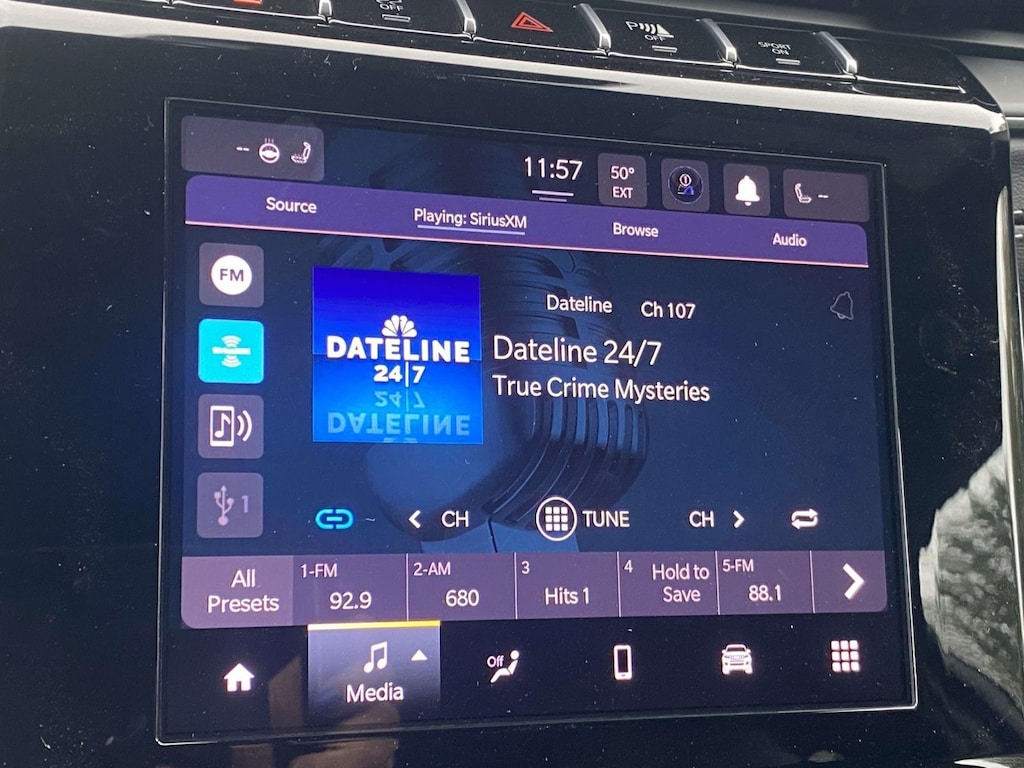 OFF
P
OFF
SPORT
ON
--
11:57
50°
EXT
--
Source
Playing: SiriusXM
Browse
Audio
FM
1
DATELINE
24|7
Dateline
Ch 107
Dateline 24/7
True Crime Mysteries
CH
TUNE
CH
All
Presets
1-FM
92.9
2-AM
680
3
Hits 1
4
Hold to
Save
5-FM
88.1
Off
Media